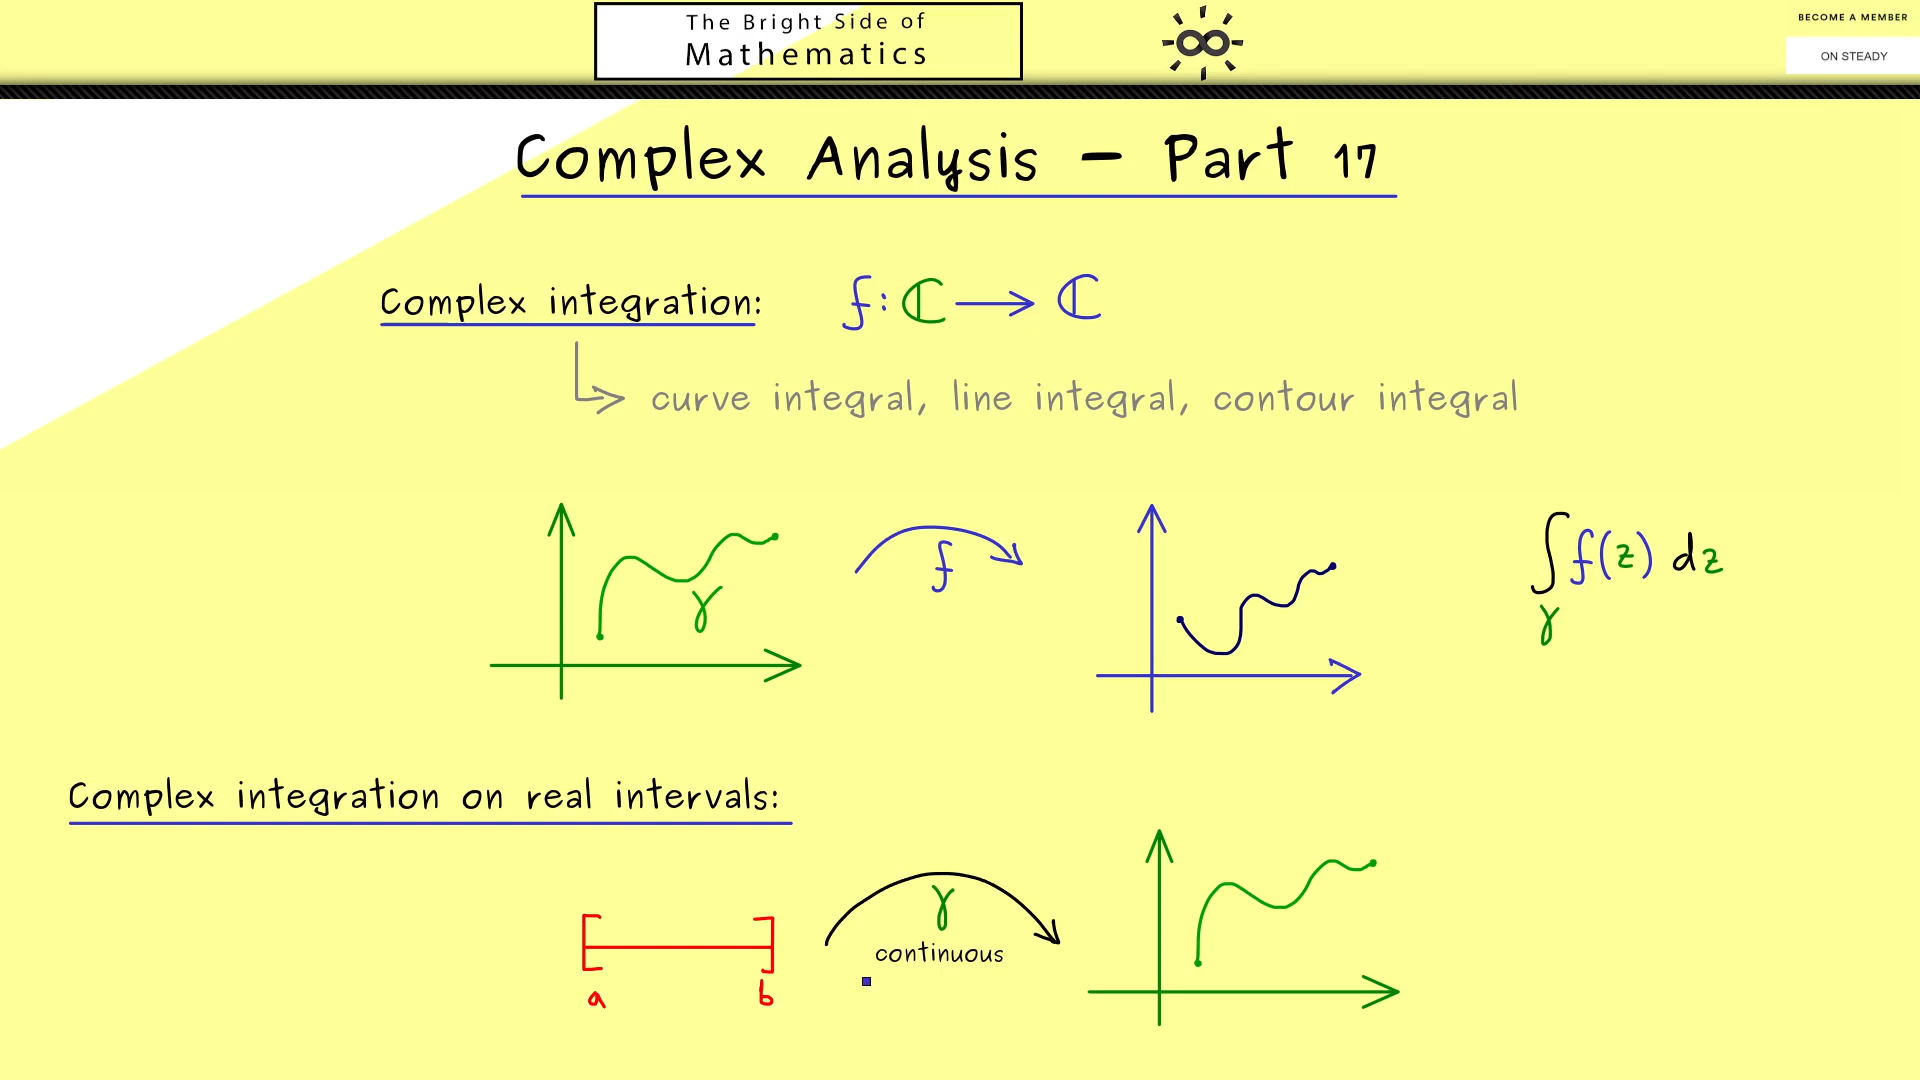 The Bright Side of
Mathematics
BECOME A MEMBER
ON STEADY
Complex Analysis – Part 17
Complex integration: f: ℂ ⟶ ℂ
curve integral, line integral, contour integral
γ
f
∫ f(z) dz
γ
Complex integration on real intervals:
γ
continuous
a
b